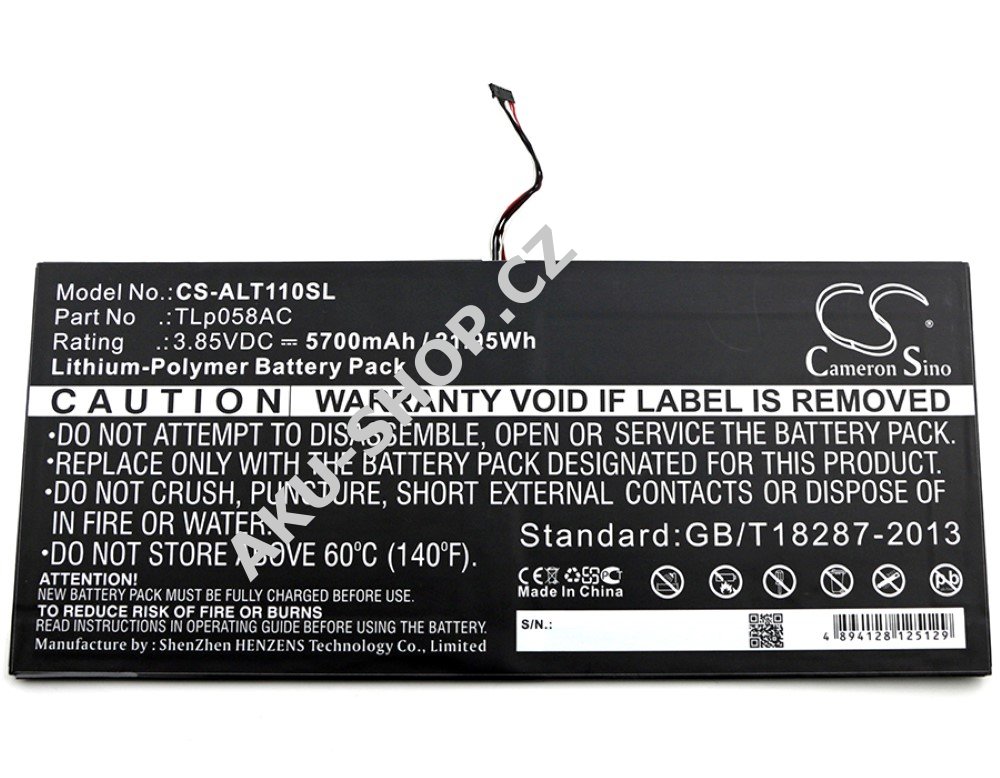 Model No.:CS-ALT110SL
Part No .:TLp058AC
Rating .:3.85VDC ⎓ 5700mAh / 21.95Wh
Lithium-Polymer Battery Pack
CS
Cameron Sino
CAUTION WARRANTY VOID IF LABEL IS REMOVED
•DO NOT ATTEMPT TO DISASSEMBLE, OPEN OR SERVICE THE BATTERY PACK.
•REPLACE ONLY WITH THE BATTERY PACK DESIGNATED FOR THIS PRODUCT.
•DO NOT CRUSH, PUNCTURE, SHORT EXTERNAL CONTACTS OR DISPOSE OF
IN FIRE OR WATER.
•DO NOT STORE ABOVE 60°C (140°F).
Standard:GB/T18287-2013
ATTENTION!
NEW BATTERY PACK MUST BE FULLY CHARGED BEFORE USE.
TO REDUCE RISK OF FIRE OR BURNS
READ INSTRUCTIONS IN OPERATING GUIDE BEFORE USING THE BATTERY.
Manufacture by : ShenZhen HENZENS Technology Co., Limited
CE
Made In China
Pb
S/N.:
4 894128 125129
AKU-SHOP.CZ